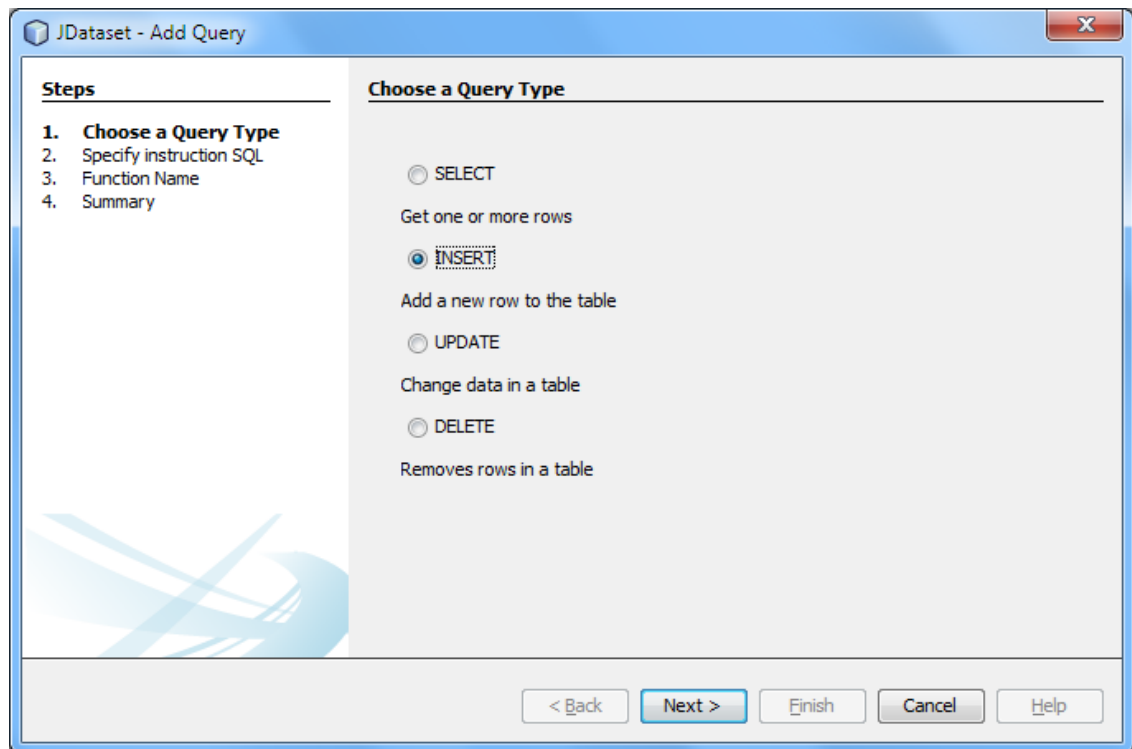 JDataset - Add Query
Steps
1. Choose a Query Type
2. Specify instruction SQL
3. Function Name
4. Summary
Choose a Query Type
SELECT
Get one or more rows
INSERT
Add a new row to the table
UPDATE
Change data in a table
DELETE
Removes rows in a table
< Back Next > Finish Cancel Help